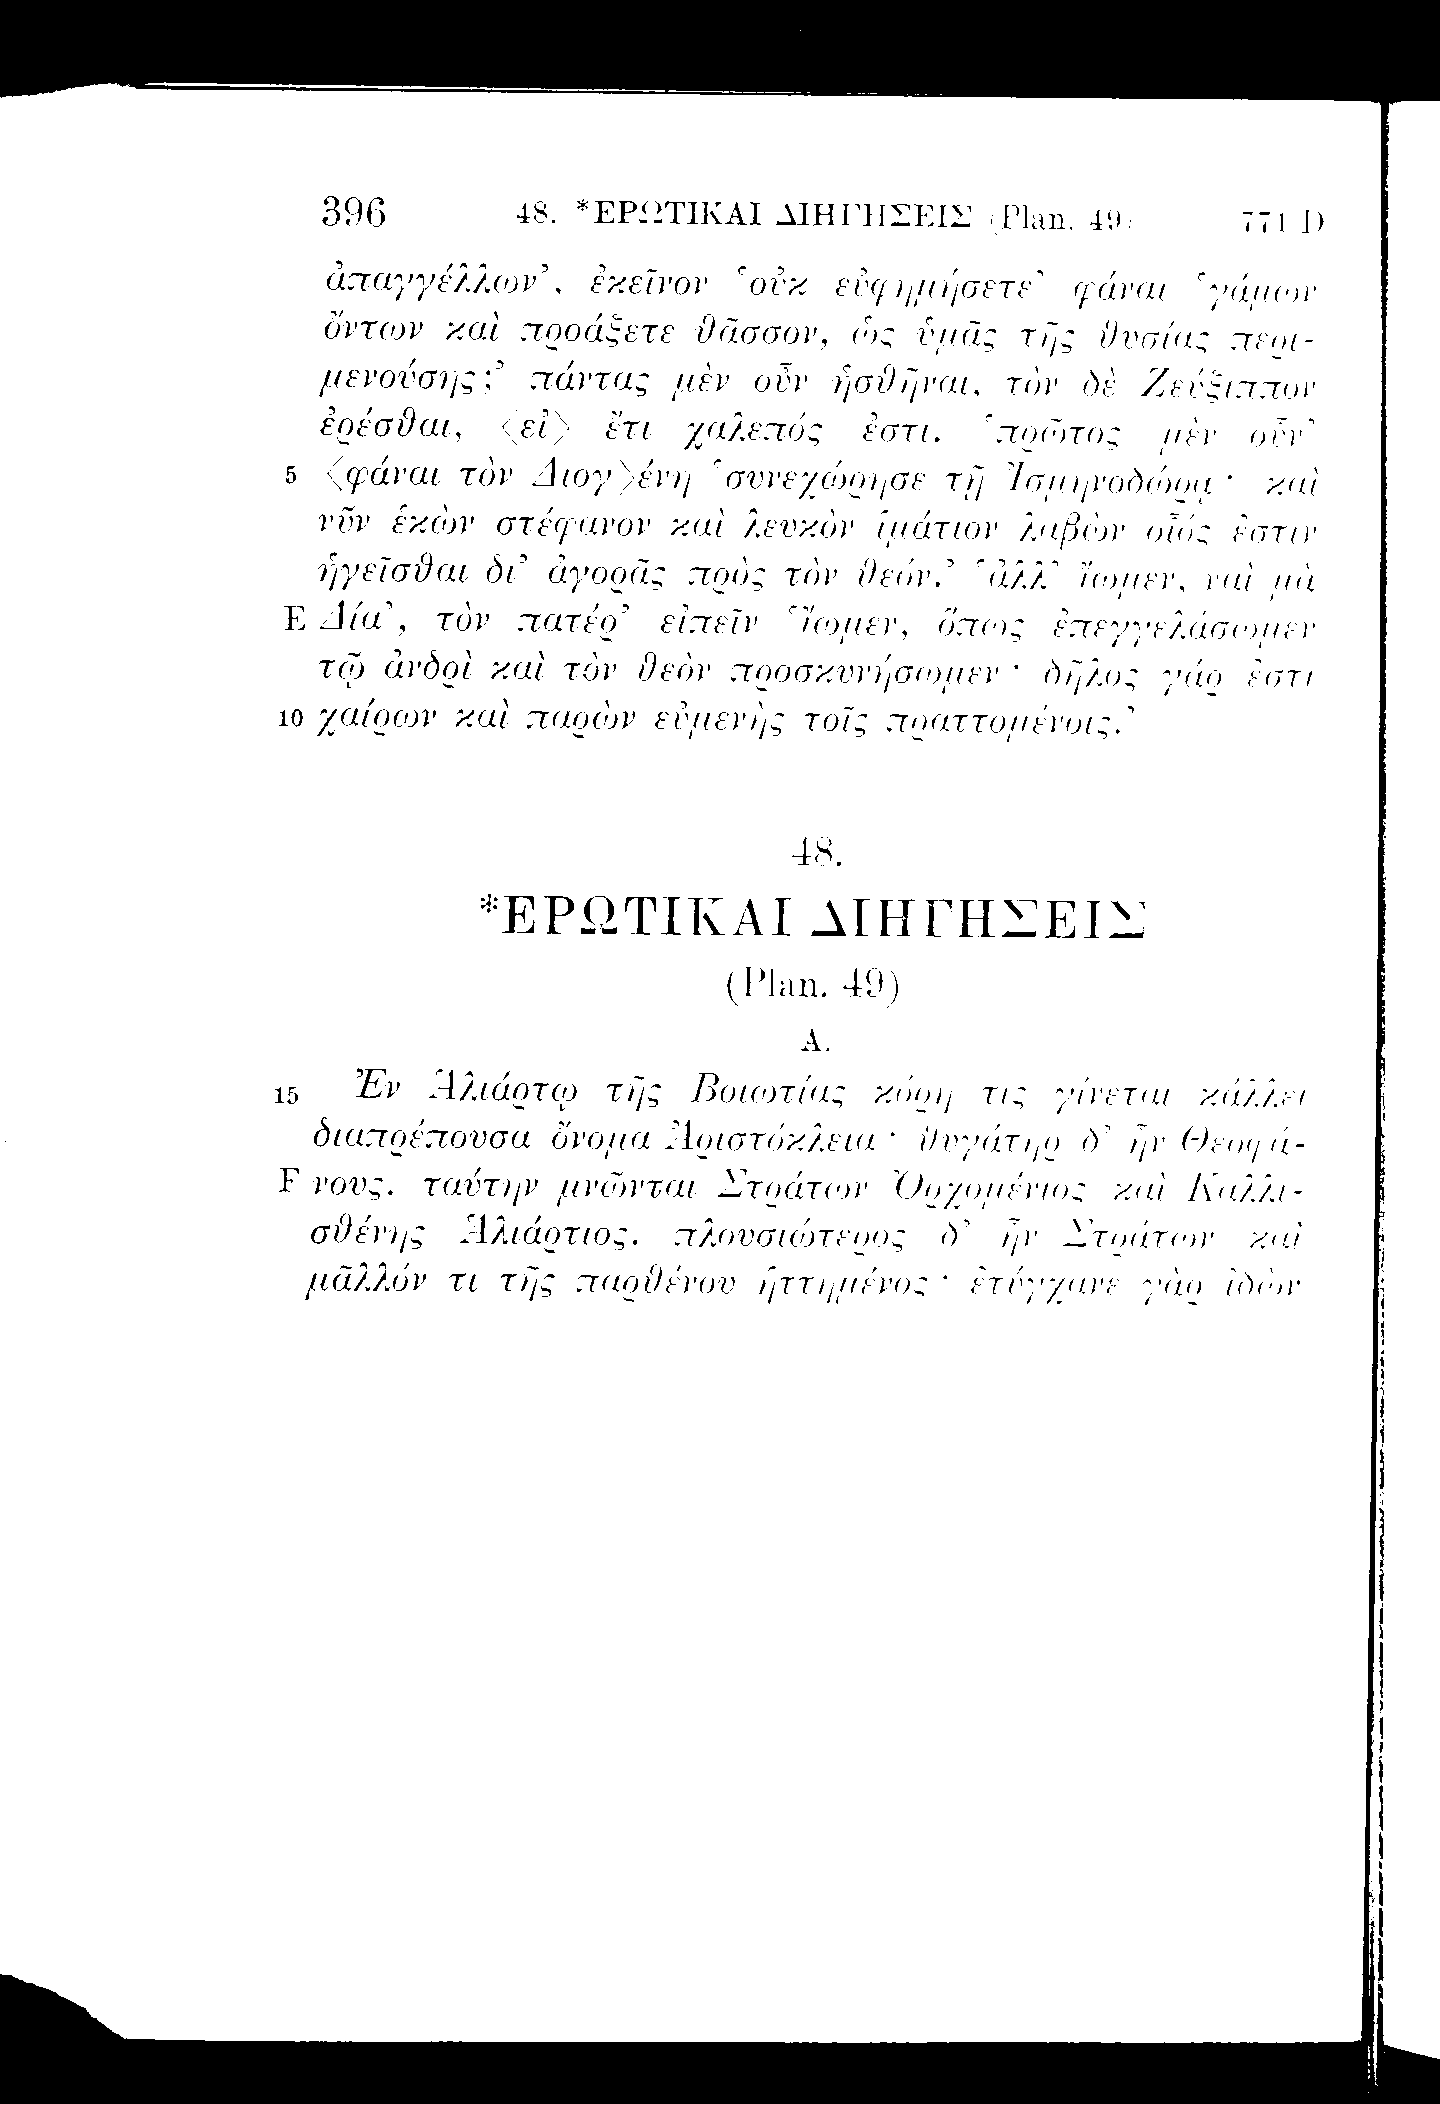 396 48. *ΕΡΩΤΙΚΑΙ ΔΙΗΓΗΣΕΙΣ (Plan. 49) 771 D
ἀπαγγέλλων’, ἐκεῖνον ‘οὐκ εὐφημήσετε’ φάναι ‘γάμων
ὄντων καὶ προάξετε θᾶσσον, ὡς ὑμᾶς τῆς θυσίας περι-
μενούσης;’ πάντας μὲν οὖν ἡσθῆναι, τὸν δὲ Ζεύξιππον
ἐρέσθαι, <εἰ> ἔτι χαλεπός ἐστι. ‘πρῶτος μὲν οὖν’
5 <φάναι τὸν Διογ>ένη ‘συνεχώρησε τῇ Ἰσμηνοδώρᾳ· καὶ
νῦν ἑκὼν στέφανον καὶ λευκὸν ἱμάτιον λαβὼν οἷός ἐστιν
ἡγεῖσθαι δι’ ἀγορᾶς πρὸς τὸν θεόν.’ ‘ἀλλ’ ἴωμεν, ναὶ μὰ
E Δία’, τὸν πατέρ’ εἰπεῖν ‘ἴωμεν, ὅπως ἐπεγγελάσωμεν
τῷ ἀνδρὶ καὶ τὸν θεὸν προσκυνήσωμεν· δῆλος γάρ ἐστι
10 χαίρων καὶ παρὼν εὐμενὴς τοῖς πραττομένοις.’
48.
*ΕΡΩΤΙΚΑΙ ΔΙΗΓΗΣΕΙΣ
(Plan. 49)
Α.
15 Ἐν Ἁλιάρτῳ τῆς Βοιωτίας κόρη τις γίνεται κάλλει
διαπρέπουσα ὄνομα Ἀριστόκλεια· θυγάτηρ δ’ ἦν Θεοφά-
F νους. ταύτην μνῶνται Στράτων Ὀρχομένιος καὶ Καλλι-
σθένης Ἁλιάρτιος. πλουσιώτερος δ’ ἦν Στράτων καὶ
μᾶλλόν τι τῆς παρθένου ἡττημένος· ἐτύγχανε γὰρ ἰδὼν